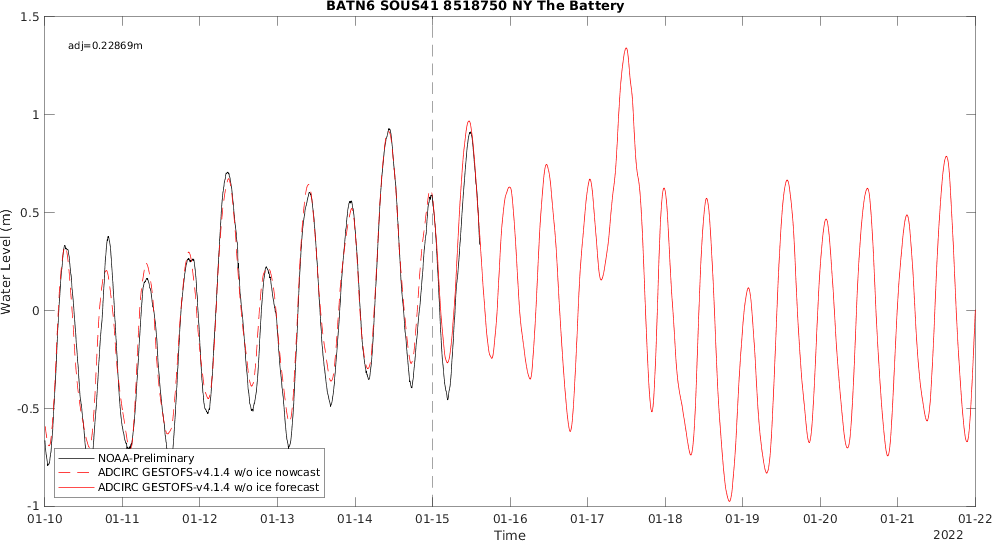 BATN6 SOUS41 8518750 NY The Battery
adj=0.22869m
Water Level (m)
1.5
1
0.5
0
-0.5
-1
NOAA-Preliminary
ADCIRC GESTOFS-v4.1.4 w/o ice nowcast
ADCIRC GESTOFS-v4.1.4 w/o ice forecast
01-10 01-11 01-12 01-13 01-14 01-15 01-16 01-17 01-18 01-19 01-20 01-21 01-22
Time
2022